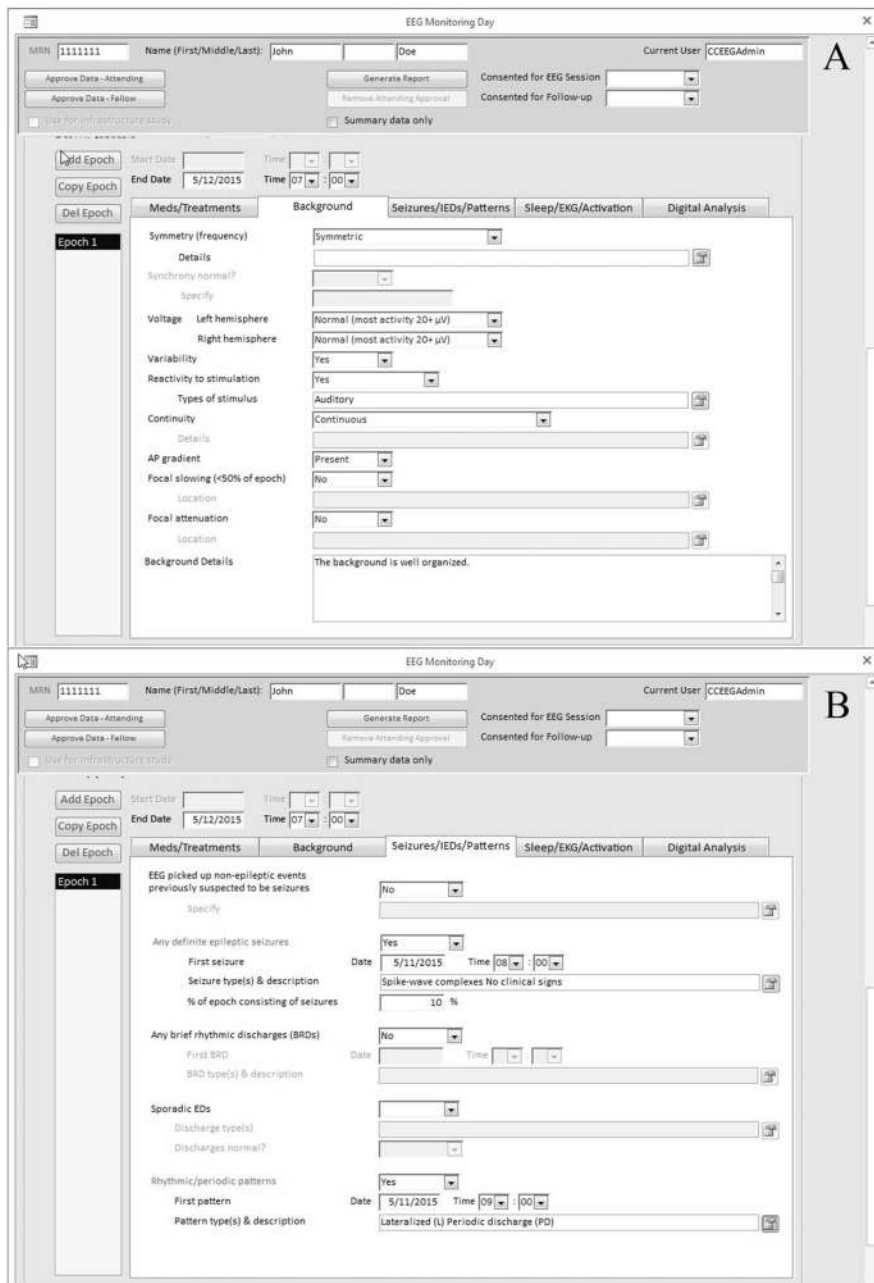 EEG Monitoring Day
MRN 1111111 Name (First/Middle/Last): John Doe Current User CCEEGAdmin
A
Approve Data - Attending Generate Report Consented for EEG Session
Approve Data - Fellow Remove Attending Approval Consented for Follow-up
Use for infrastructure study Summary data only
Add Epoch Start Date Time :
Copy Epoch End Date 5/12/2015 Time 07 : 00
Del Epoch Meds/Treatments Background Seizures/IEDs/Patterns Sleep/EKG/Activation Digital Analysis
Epoch 1 Symmetry (frequency) Symmetric
Details
Synchrony normal?
Specify
Voltage Left hemisphere Normal (most activity 20+ µV)
Right hemisphere Normal (most activity 20+ µV)
Variability Yes
Reactivity to stimulation Yes
Types of stimulus Auditory
Continuity Continuous
Details
AP gradient Present
Focal slowing (<50% of epoch) No
Location
Focal attenuation No
Location
Background Details The background is well organized.
EEG Monitoring Day
MRN 1111111 Name (First/Middle/Last): John Doe Current User CCEEGAdmin
B
Approve Data - Attending Generate Report Consented for EEG Session
Approve Data - Fellow Remove Attending Approval Consented for Follow-up
Use for infrastructure study Summary data only
Add Epoch Start Date Time :
Copy Epoch End Date 5/12/2015 Time 07 : 00
Del Epoch Meds/Treatments Background Seizures/IEDs/Patterns Sleep/EKG/Activation Digital Analysis
Epoch 1 EEG picked up non-epileptic events
previously suspected to be seizures No
Specify
Any definite epileptic seizures Yes
First seizure Date 5/11/2015 Time 08 : 00
Seizure type(s) & description Spike-wave complexes No clinical signs
% of epoch consisting of seizures 10 %
Any brief rhythmic discharges (BRDs) No
First BRD Date Time :
BRD type(s) & description
Sporadic EDs
Discharge type(s)
Discharges normal?
Rhythmic/periodic patterns Yes
First pattern Date 5/11/2015 Time 09 : 00
Pattern type(s) & description Lateralized (L) Periodic discharge (PD)